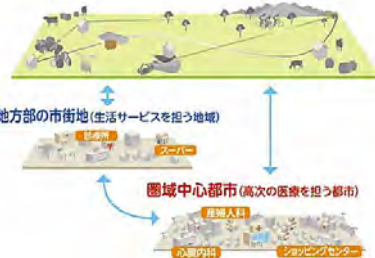 地方部の市街地(生活サービスを担う地域)
診療所
スーパー
圏域中心都市(高次の医療を担う都市)
産婦人科
心臓内科
ショッピングセンター